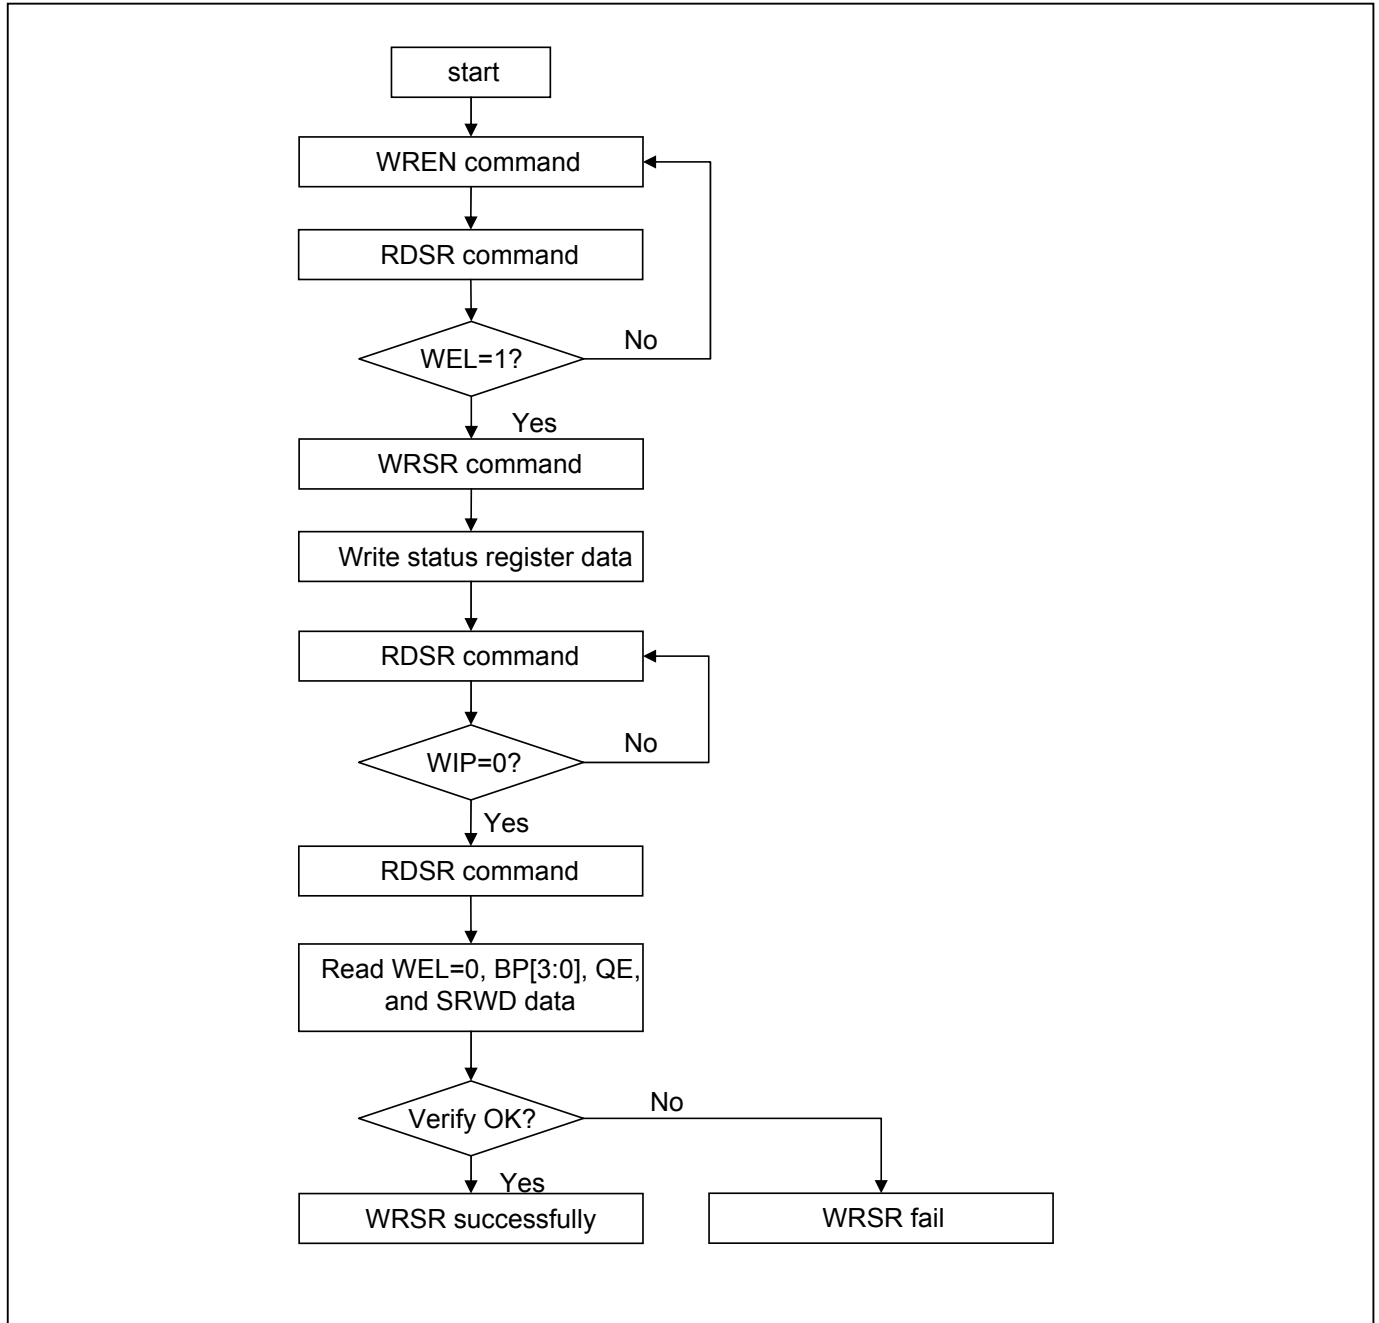 start
WREN command
RDSR command
WEL=1?
No
Yes
WRSR command
Write status register data
RDSR command
WIP=0?
No
Yes
RDSR command
Read WEL=0, BP[3:0], QE,
and SRWD data
Verify OK?
No
Yes
WRSR successfully
WRSR fail